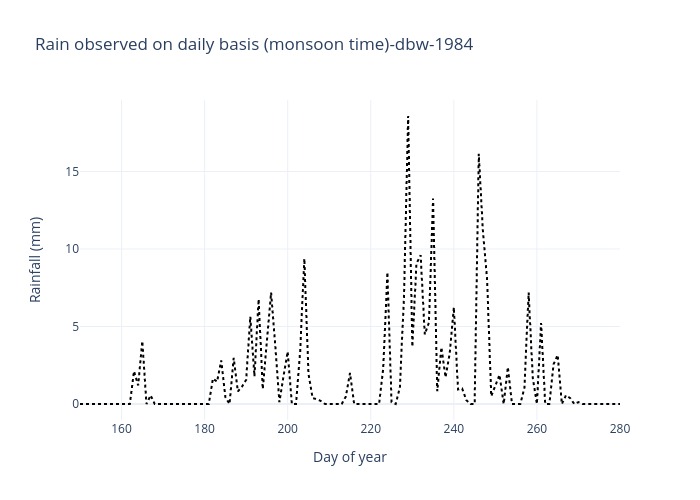 Rain observed on daily basis (monsoon time)-dbw-1984
Rainfall (mm)
15
10
5
0
160 180 200 220 240 260 280
Day of year